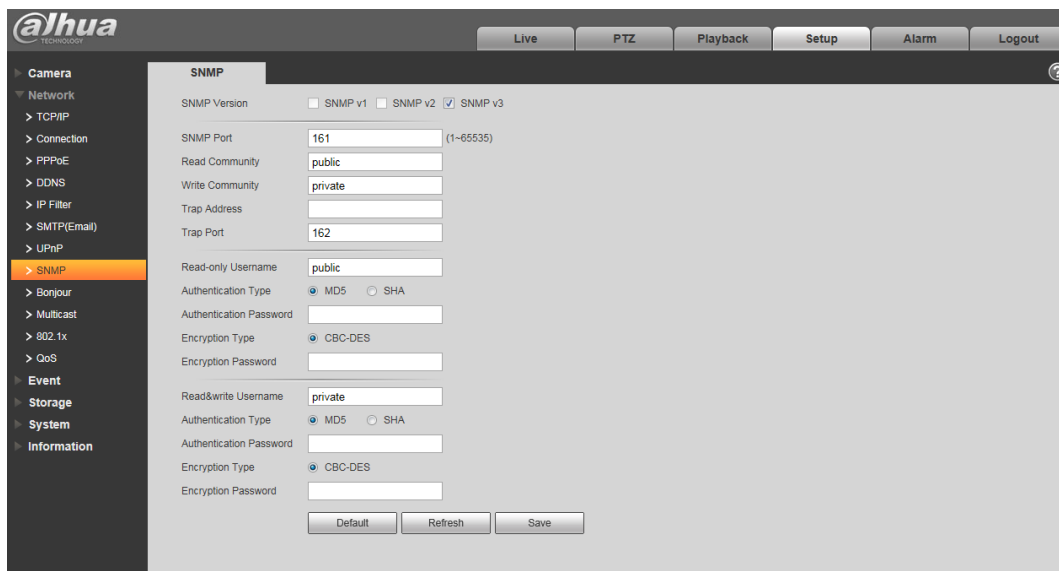 alhua
TECHNOLOGY
Live PTZ Playback Setup Alarm Logout
Camera
Network
> TCP/IP
> Connection
> PPPoE
> DDNS
> IP Filter
> SMTP(Email)
> UPnP
> SNMP
> Bonjour
> Multicast
> 802.1x
> QoS
Event
Storage
System
Information
SNMP ?
SNMP Version SNMP v1 SNMP v2 SNMP v3
SNMP Port 161 (1~65535)
Read Community public
Write Community private
Trap Address
Trap Port 162
Read-only Username public
Authentication Type MD5 SHA
Authentication Password
Encryption Type CBC-DES
Encryption Password
Read&write Username private
Authentication Type MD5 SHA
Authentication Password
Encryption Type CBC-DES
Encryption Password
Default Refresh Save